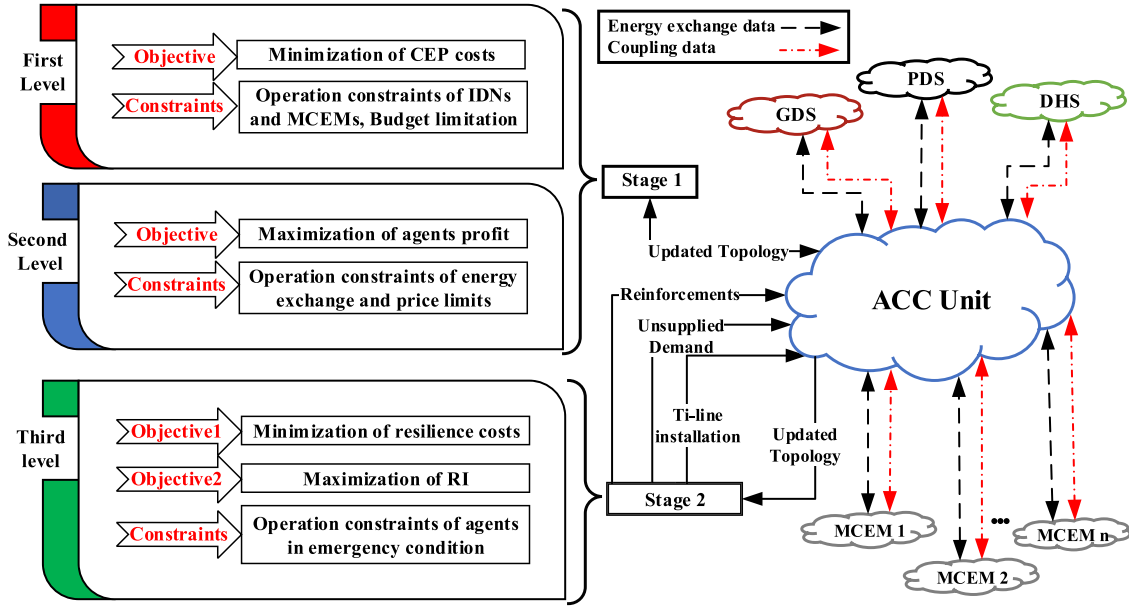 First
Level
Objective
Minimization of CEP costs
Constraints
Operation constraints of IDNs
and MCEMs, Budget limitation
Second
Level
Objective
Maximization of agents profit
Constraints
Operation constraints of energy
exchange and price limits
Third
level
Objective1
Minimization of resilience costs
Objective2
Maximization of RI
Constraints
Operation constraints of agents
in emergency condition
Energy exchange data
Coupling data
Stage 1
Updated Topology
Reinforcements
Unsupplied
Demand
Ti-line
installation
Updated
Topology
Stage 2
GDS
PDS
DHS
ACC Unit
MCEM 1
MCEM 2
...
MCEM n